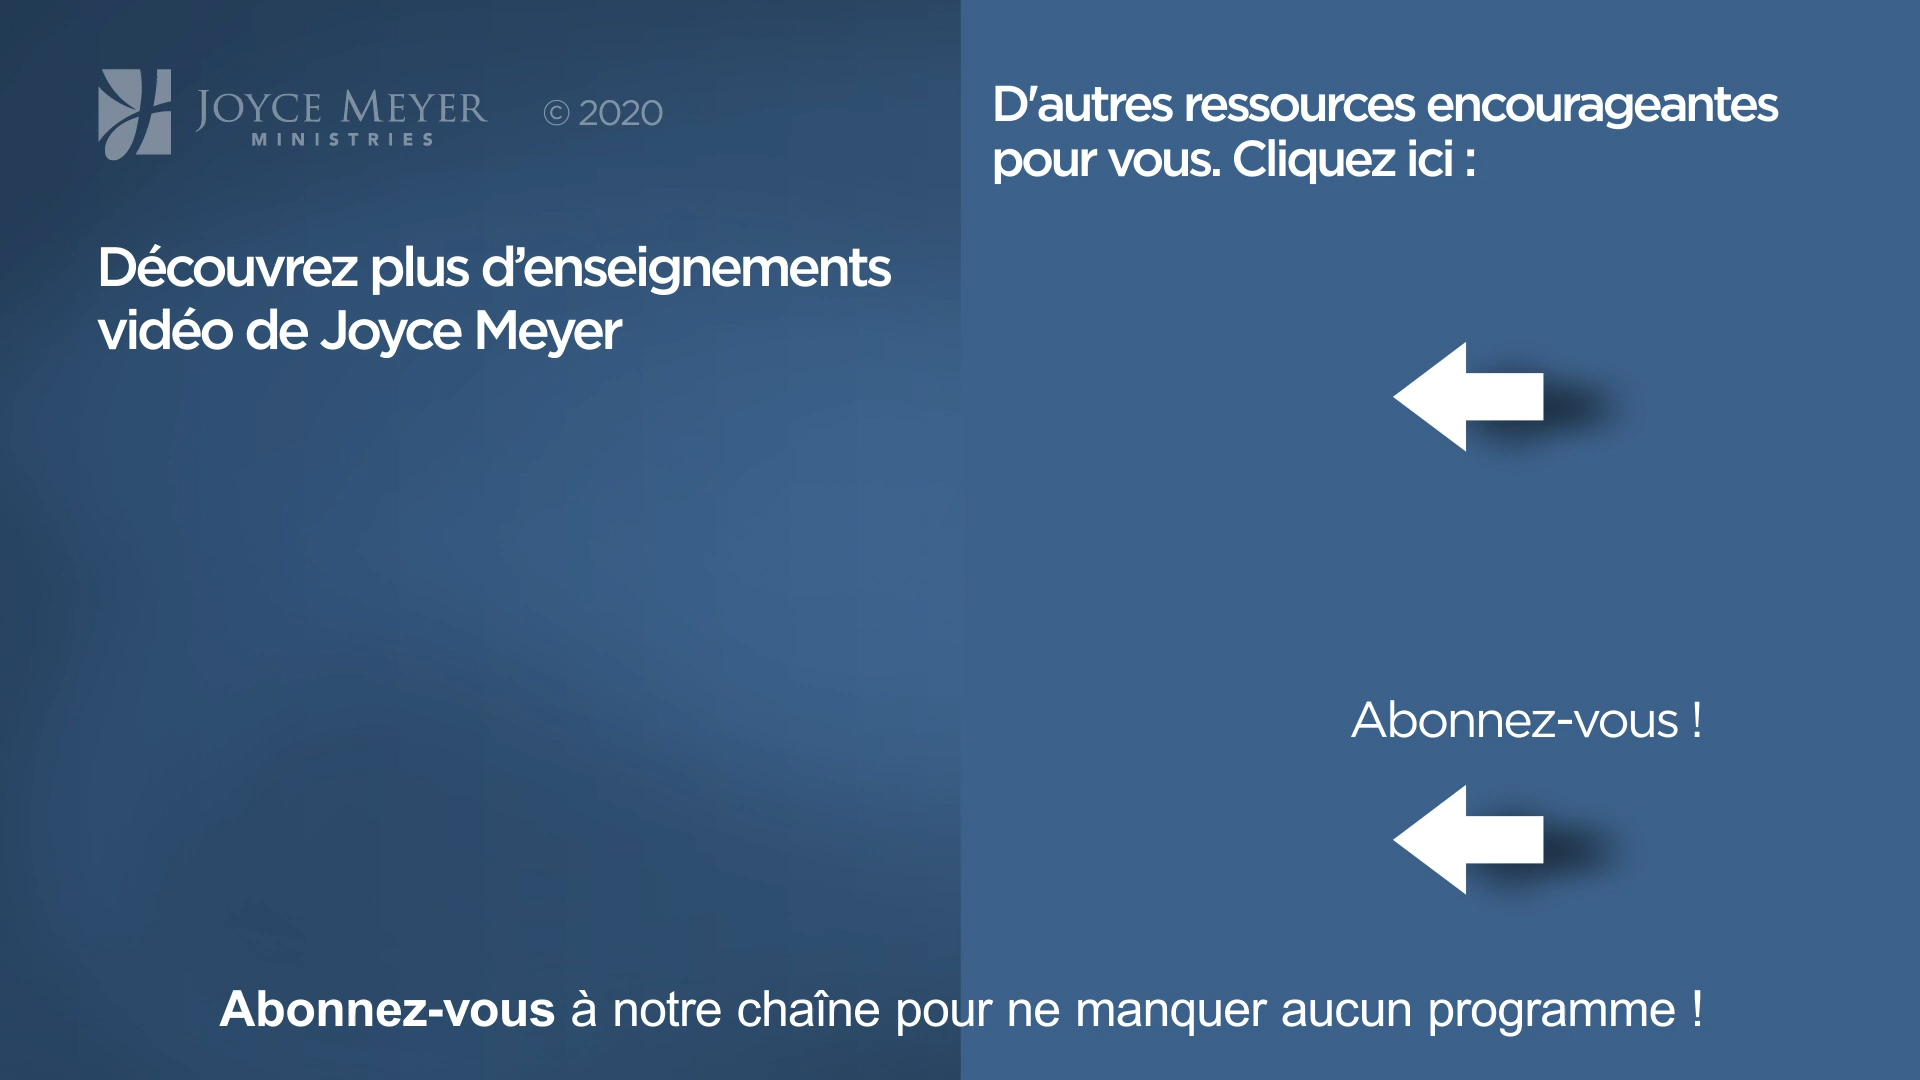 JOYCE MEYER © 2020
MINISTRIES
Découvrez plus d’enseignements
vidéo de Joyce Meyer
D'autres ressources encourageantes
pour vous. Cliquez ici :
Abonnez-vous !
Abonnez-vous à notre chaîne pour ne manquer aucun programme !